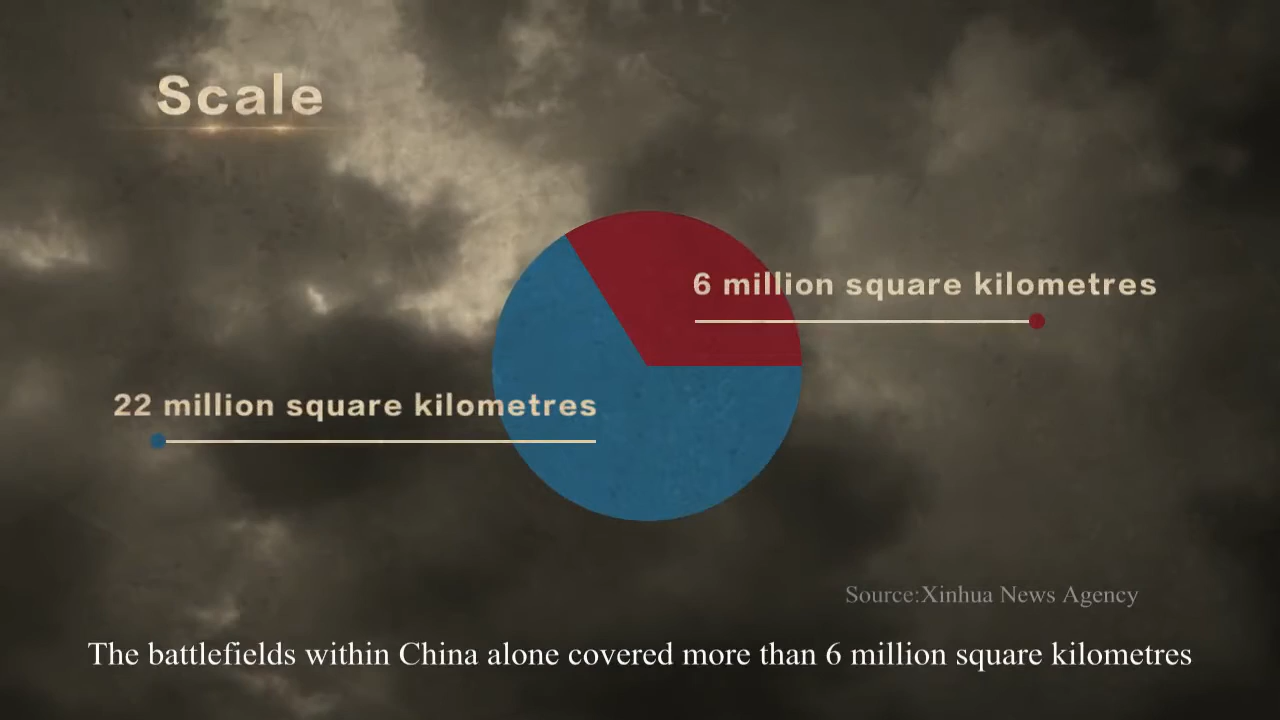 Scale
6 million square kilometres
22 million square kilometres
Source:Xinhua News Agency
The battlefields within China alone covered more than 6 million square kilometres